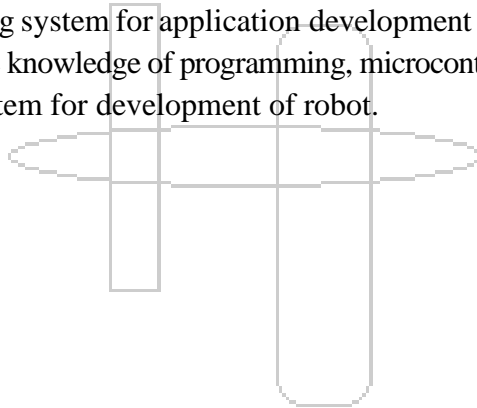 g system for application development
knowledge of programming, microcont
tem for development of robot.